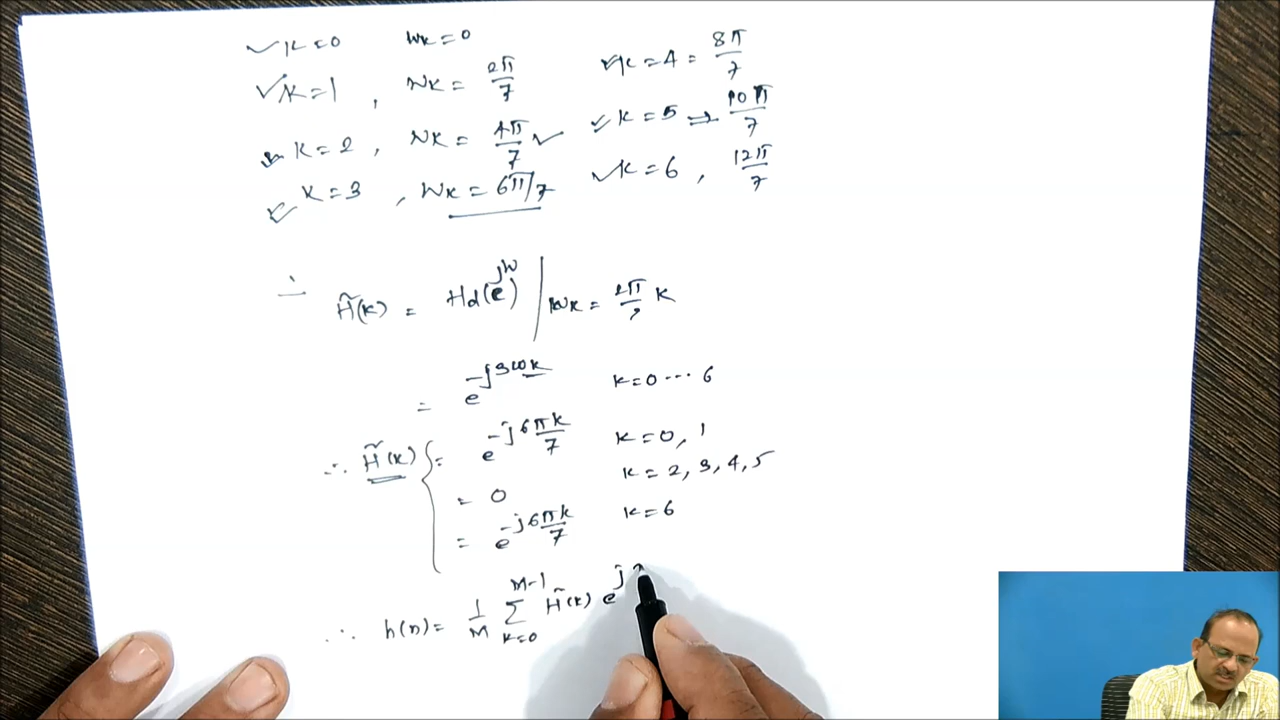 k=0 Wk=0
k=1 , Wk = 2π/7
k=2 , Wk = 4π/7
k=3 , Wk = 6π/7
k=4 = 8π/7
k=5 ⇒ 10π/7
k=6 , 12π/7
∴ H̃(k) = Hd(e^jω) | Wk = 2π/7 k
= e^-j3ωk k=0 ... 6
∴ H̃(k) { = e^-j6πk/7 k=0, 1
= 0 k=2, 3, 4, 5
= e^-j6πk/7 k=6
∴ h(n) = 1/M Σ_{k=0}^{M-1} H̃(k) e^j